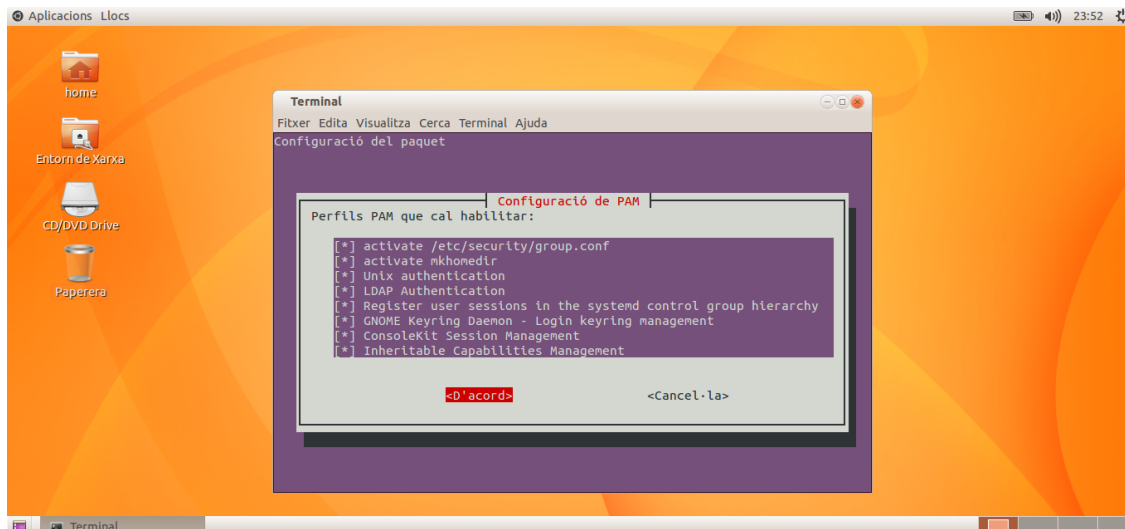 Aplicacions Llocs
23:52
home
Entorn de Xarxa
CD/DVD Drive
Paperera
Terminal
Fitxer Edita Visualitza Cerca Terminal Ajuda
Configuració del paquet
Configuració de PAM
Perfils PAM que cal habilitar:
[*] activate /etc/security/group.conf
[*] activate mkhomedir
[*] Unix authentication
[*] LDAP Authentication
[*] Register user sessions in the systemd control group hierarchy
[*] GNOME Keyring Daemon - Login keyring management
[*] ConsoleKit Session Management
[*] Inheritable Capabilities Management
<D'acord> <Cancel·la>
Terminal